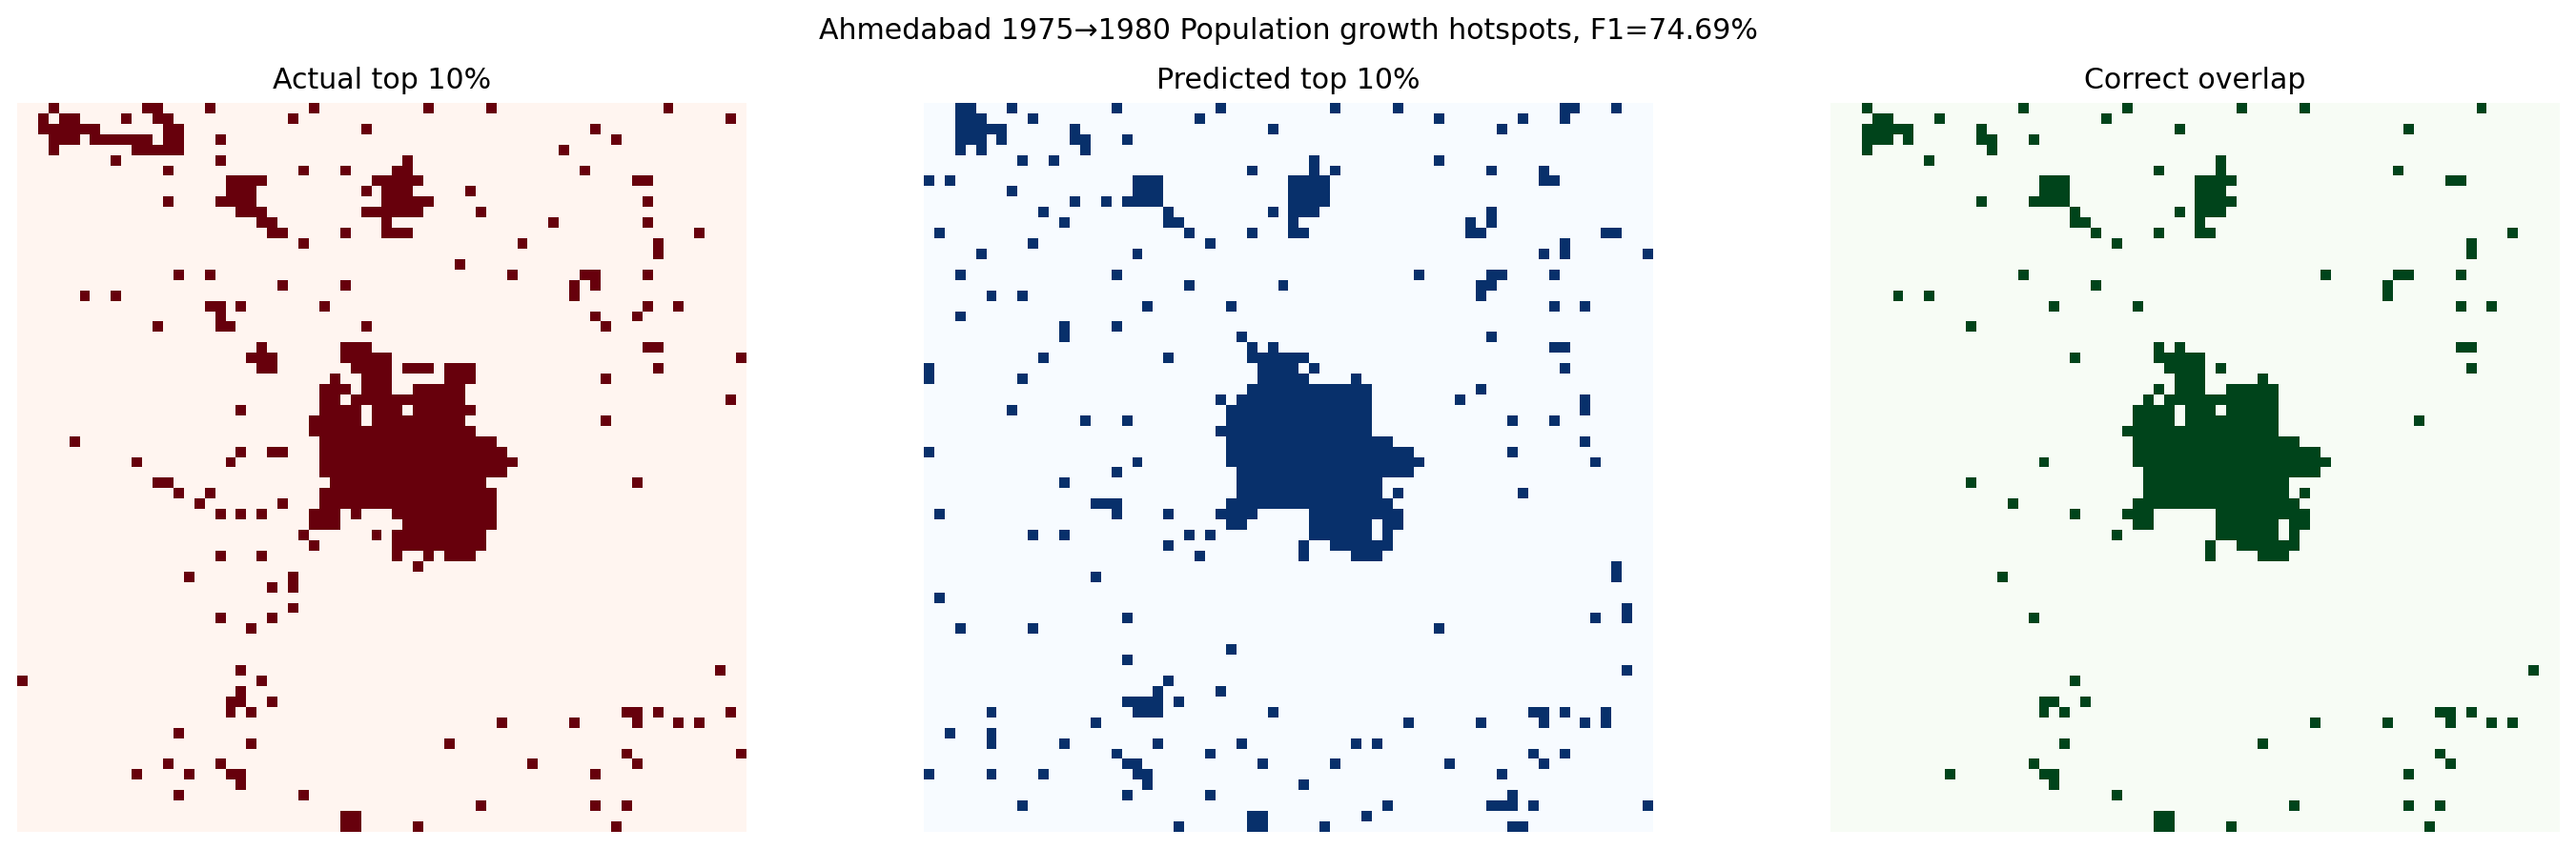 Ahmedabad 1975→1980 Population growth hotspots, F1=74.69%
Actual top 10%
Predicted top 10%
Correct overlap